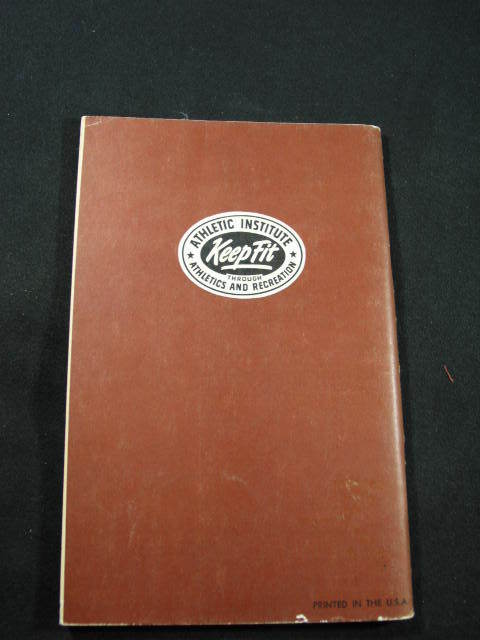 ATHLETIC INSTITUTE
Keep Fit
THROUGH
★ ATHLETICS AND RECREATION ★
PRINTED IN THE U.S.A.